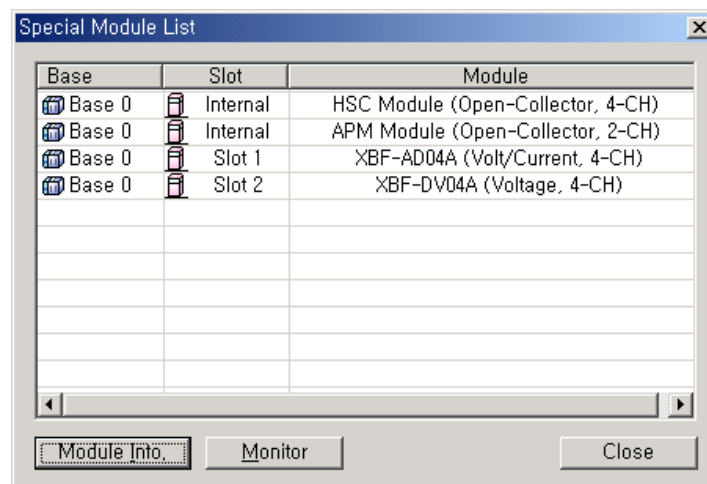 Special Module List
Base Slot Module
Base 0 Internal HSC Module (Open-Collector, 4-CH)
Base 0 Internal APM Module (Open-Collector, 2-CH)
Base 0 Slot 1 XBF-AD04A (Volt/Current, 4-CH)
Base 0 Slot 2 XBF-DV04A (Voltage, 4-CH)
Module Into, Monitor Close